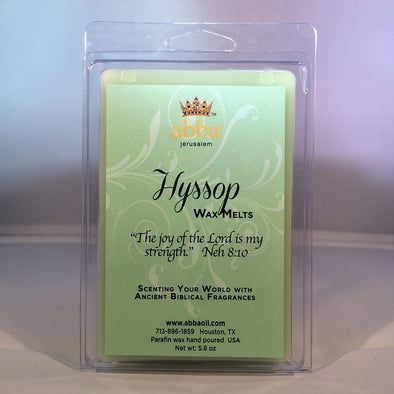 abba™
jerusalem
Hyssop
WAX MELTS
“The joy of the Lord is my
strength.” Neh 8:10
SCENTING YOUR WORLD WITH
ANCIENT BIBLICAL FRAGRANCES
www.abbaoil.com
713-896-1859 Houston, TX
Parafin wax hand poured USA
Net wt: 5.8 oz